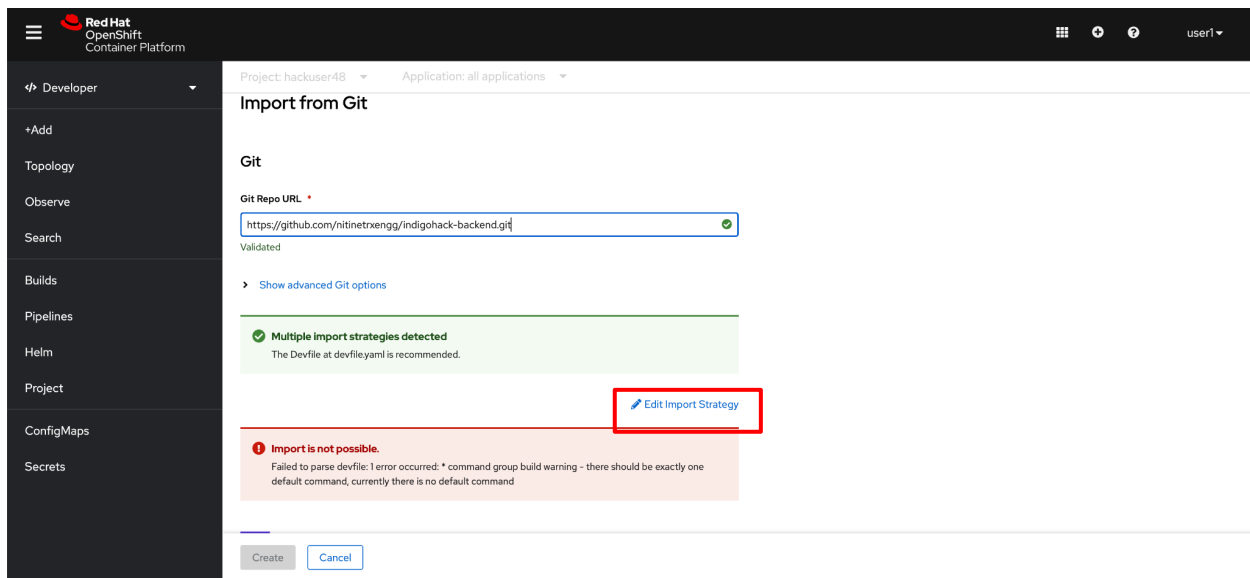 Red Hat
OpenShift
Container Platform
user1
Developer
Project: hackuser48
Application: all applications
Import from Git
+Add
Topology
Observe
Search
Builds
Pipelines
Helm
Project
ConfigMaps
Secrets
Git
Git Repo URL *
https://github.com/nitinetrxengg/indigohack-backend.git
Validated
Show advanced Git options
Multiple import strategies detected
The Devfile at devfile.yaml is recommended.
Edit Import Strategy
Import is not possible.
Failed to parse devfile: 1 error occurred: * command group build warning - there should be exactly one
default command, currently there is no default command
Create
Cancel